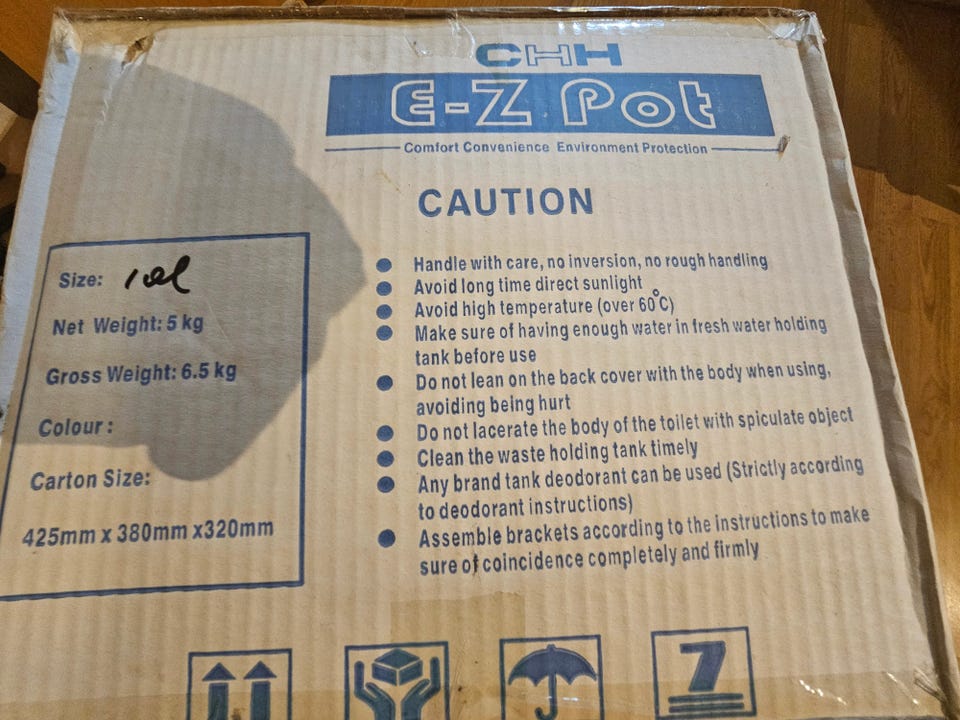 CHH
E-Z Pot
Comfort Convenience Environment Protection
CAUTION
Size: 10l
Net Weight: 5 kg
Gross Weight: 6.5 kg
Colour :
Carton Size:
425mm x 380mm x320mm
Handle with care, no inversion, no rough handling
Avoid long time direct sunlight
Avoid high temperature (over 60°C)
Make sure of having enough water in fresh water holding
tank before use
Do not lean on the back cover with the body when using,
avoiding being hurt
Do not lacerate the body of the toilet with spiculate object
Clean the waste holding tank timely
Any brand tank deodorant can be used (Strictly according
to deodorant instructions)
Assemble brackets according to the instructions to make
sure of coincidence completely and firmly
7